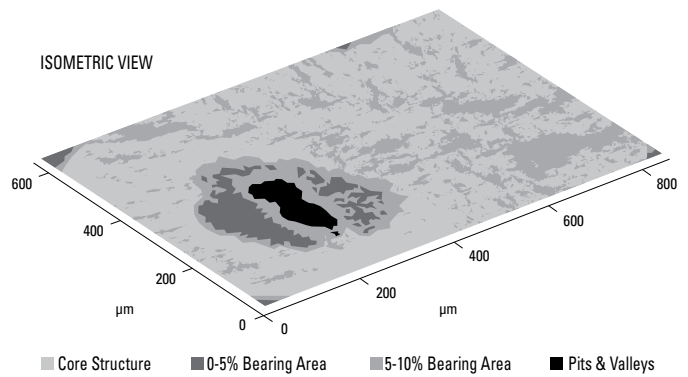 ISOMETRIC VIEW
600
400
200
0
µm
0
200
400
600
800
µm
Core Structure
0-5% Bearing Area
5-10% Bearing Area
Pits & Valleys